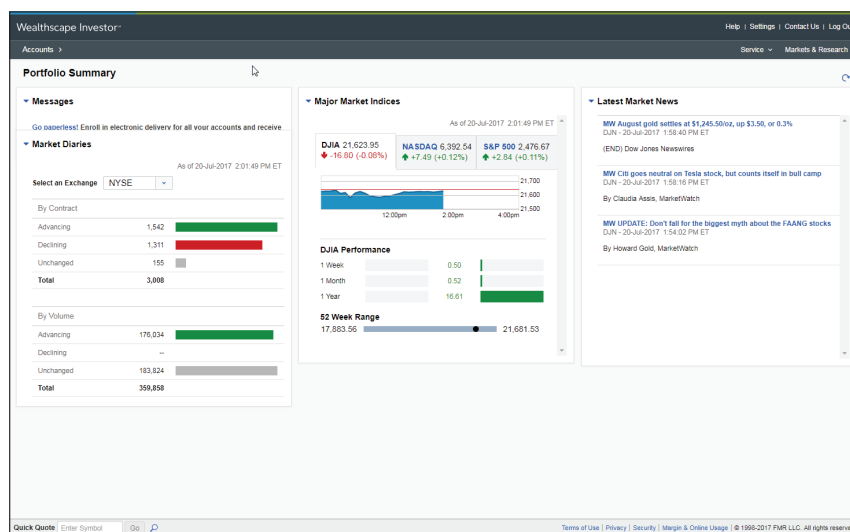 Wealthscape Investor
Help | Settings | Contact Us | Log Ou
Accounts >
Service Markets & Research
Portfolio Summary
Messages
Go paperless! Enroll in electronic delivery for all your accounts and receive
Market Diaries
As of 20-Jul-2017 2:01:49 PM ET
Select an Exchange NYSE
By Contract
Advancing 1,542
Declining 1,311
Unchanged 155
Total 3,008
By Volume
Advancing 176,034
Declining --
Unchanged 183,824
Total 359,858
Major Market Indices
As of 20-Jul-2017 2:01:49 PM ET
DJIA 21,623.95
-16.80 (-0.08%)
NASDAQ 6,392.54
+7.49 (+0.12%)
S&P 500 2,476.67
+2.84 (+0.11%)
21,700
21,600
21,500
12:00pm 2:00pm 4:00pm
DJIA Performance
1 Week 0.50
1 Month 0.52
1 Year 16.61
52 Week Range
17,883.56 21,681.53
Latest Market News
MW August gold settles at $1,245.50/oz, up $3.50, or 0.3%
DJN - 20-Jul-2017 1:58:40 PM ET
(END) Dow Jones Newswires
MW Citi goes neutral on Tesla stock, but counts itself in bull camp
DJN - 20-Jul-2017 1:58:16 PM ET
By Claudia Assis, MarketWatch
MW UPDATE: Don't fall for the biggest myth about the FAANG stocks
DJN - 20-Jul-2017 1:54:02 PM ET
By Howard Gold, MarketWatch
Quick Quote Enter Symbol Go
Terms of Use | Privacy | Security | Margin & Online Usage | © 1998-2017 FMR LLC. All rights reserve